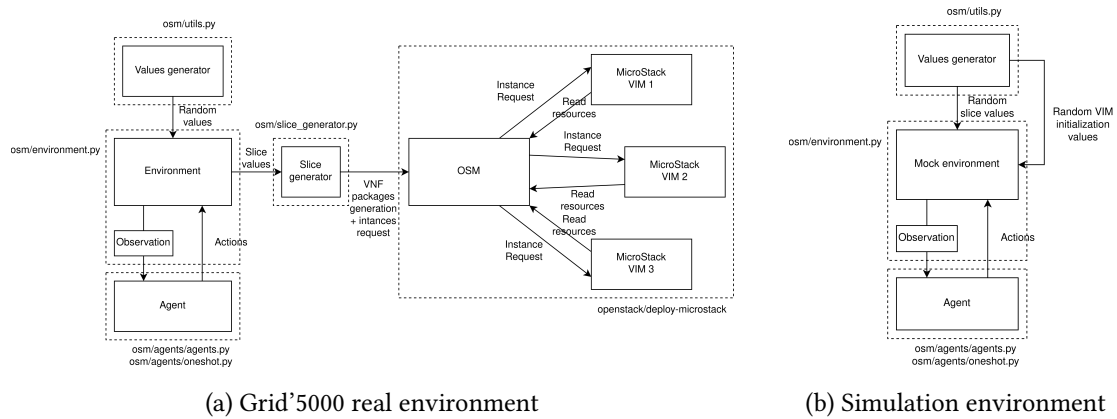 osm/utils.py
Values generator
Random
values
osm/environment.py
Environment
Slice
values
osm/slice_generator.py
Slice
generator
VNF
packages
generation
+ intances
request
Observation
Actions
Agent
osm/agents/agents.py
osm/agents/oneshot.py
OSM
Instance
Request
MicroStack
VIM 1
Read
resources
Instance
Request
MicroStack
VIM 2
Read
resources
Read
resources
Instance
Request
MicroStack
VIM 3
openstack/deploy-microstack
(a) Grid'5000 real environment
osm/utils.py
Values generator
Random
slice values
Random VIM
initialization
values
osm/environment.py
Mock environment
Observation
Actions
Agent
osm/agents/agents.py
osm/agents/oneshot.py
(b) Simulation environment